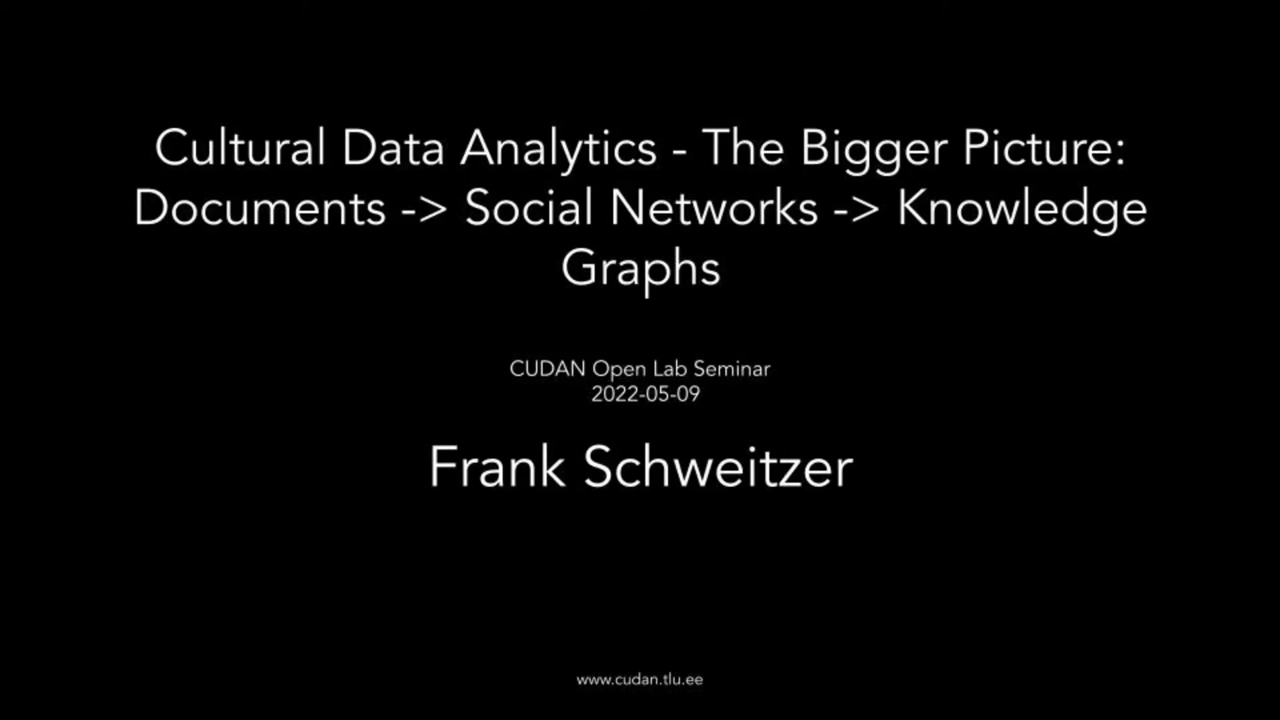 Cultural Data Analytics - The Bigger Picture:
Documents -> Social Networks -> Knowledge
Graphs
CUDAN Open Lab Seminar
2022-05-09
Frank Schweitzer
www.cudan.tlu.ee